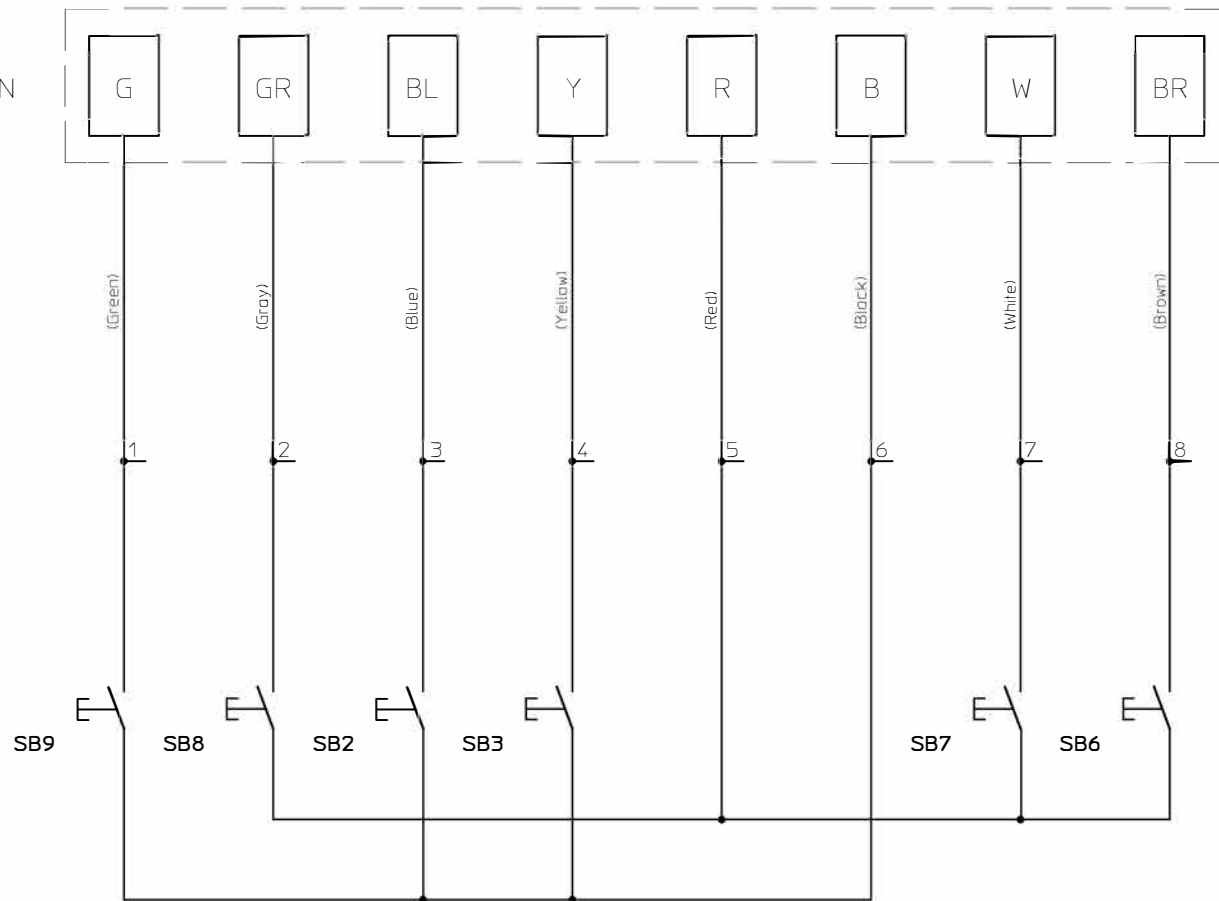 N
G GR BL Y R B W BR
(Green) (Gray) (Blue) (Yellow) (Red) (Black) (White) (Brown)
1 2 3 4 5 6 7 8
SB9 SB8 SB2 SB3 SB7 SB6